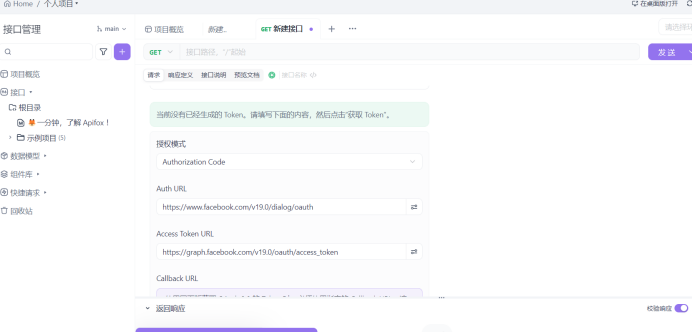 Home / 个人项目
在桌面版打开
接口管理
main
项目概览
新建...
GET 新建接口
请选择环
GET
接口路径，"/"起始
发 送
项目概览
请求
响应定义
接口说明
预览文档
接口名称
接口
根目录
一分钟，了解 Apifox！
示例项目 (5)
数据模型
组件库
快捷请求
回收站
当前没有已经生成的 Token。请填写下面的内容，然后点击"获取 Token"。
授权模式
Authorization Code
Auth URL
https://www.facebook.com/v19.0/dialog/oauth
Access Token URL
https://graph.facebook.com/v19.0/oauth/access_token
Callback URL
返回响应
校验响应